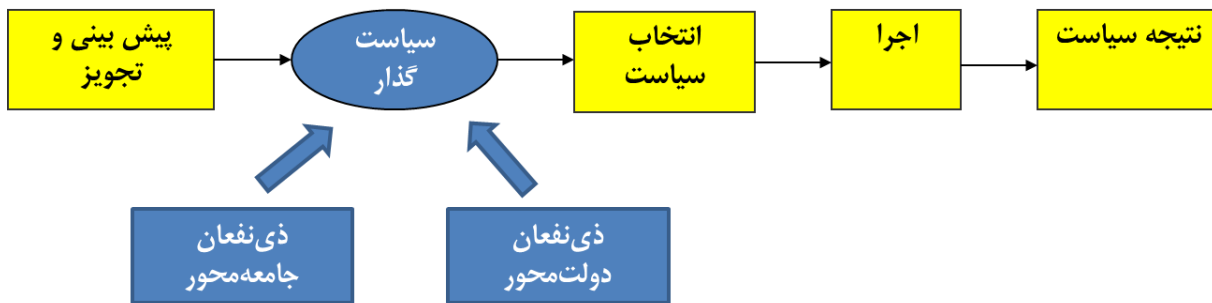 پیش بینی و
تجویز
سیاست
گذار
انتخاب
سیاست
اجرا
نتیجه سیاست
ذی‌نفعان
جامعه‌محور
ذی‌نفعان
دولت‌محور